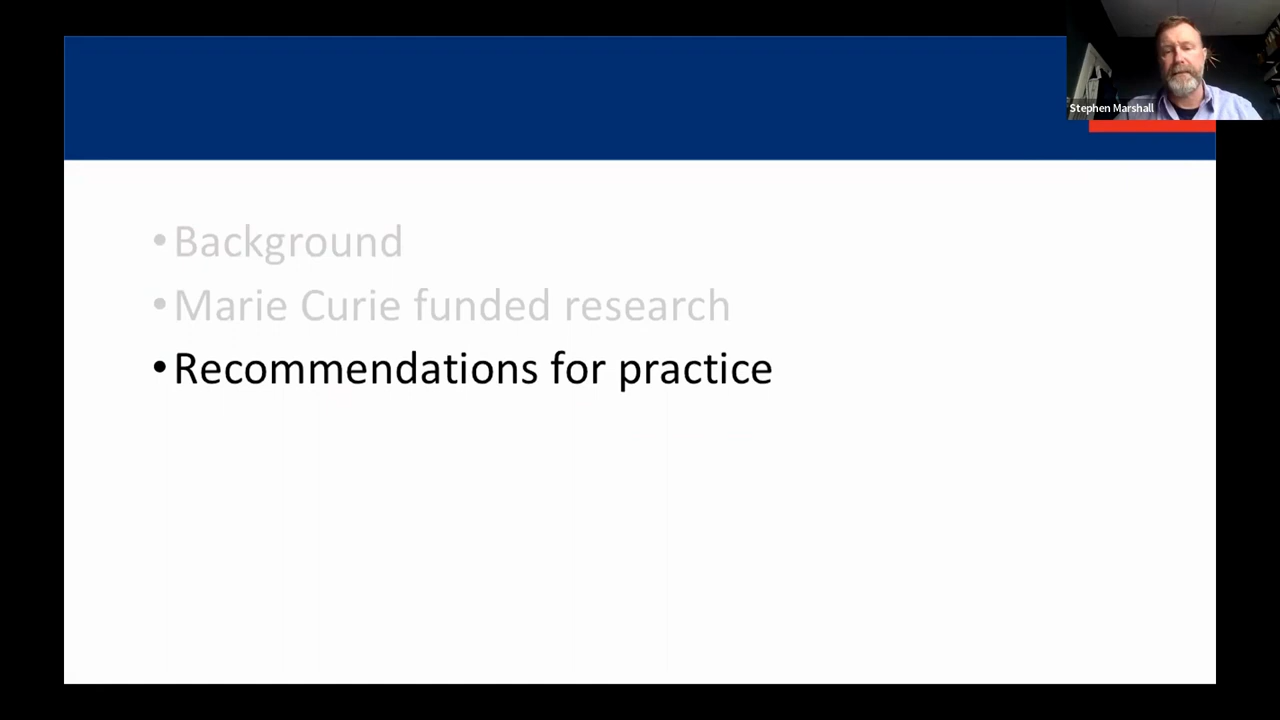 Stephen Marshall
• Background
• Marie Curie funded research
• Recommendations for practice